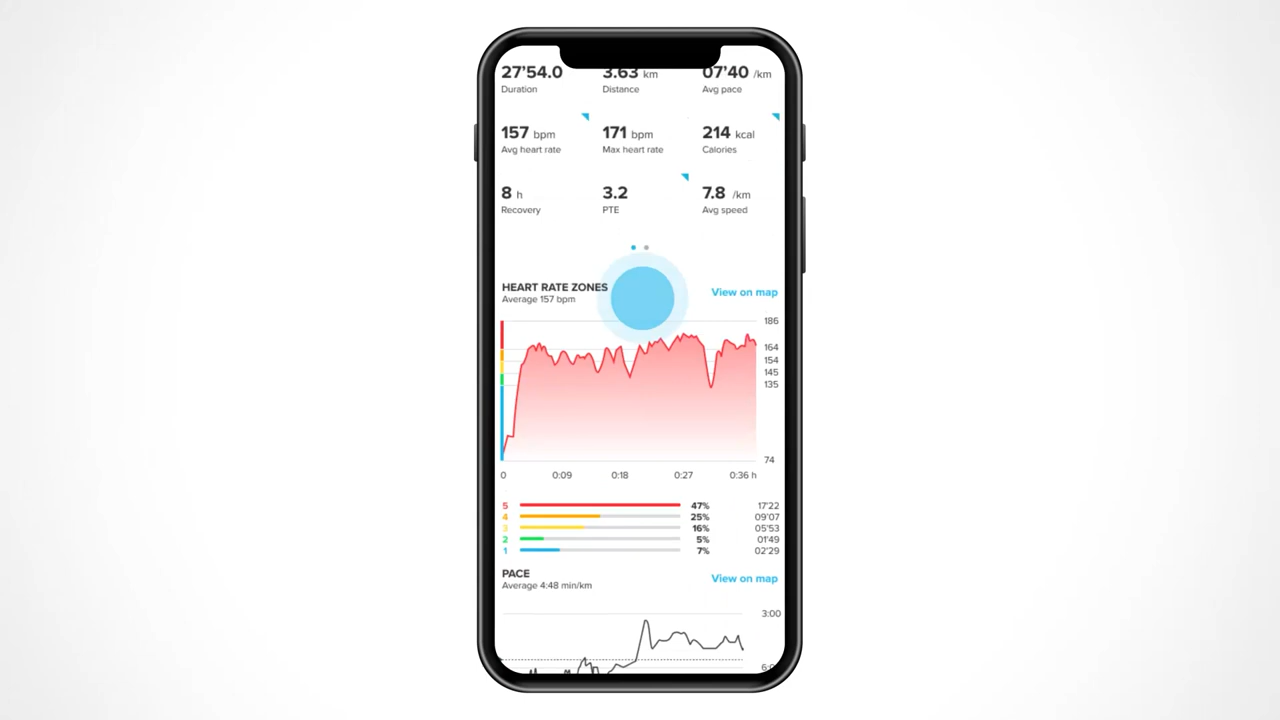 27'54.0 3.63 km 07'40 /km
Duration Distance Avg pace
157 bpm 171 bpm 214 kcal
Avg heart rate Max heart rate Calories
8 h 3.2 7.8 /km
Recovery PTE Avg speed
HEART RATE ZONES
Average 157 bpm
View on map
186
164
154
145
135
74
0 0:09 0:18 0:27 0:36 h
5 47% 17'22
4 25% 09'07
3 16% 05'53
2 5% 01'49
1 7% 02'29
PACE
Average 4:48 min/km
View on map
3:00